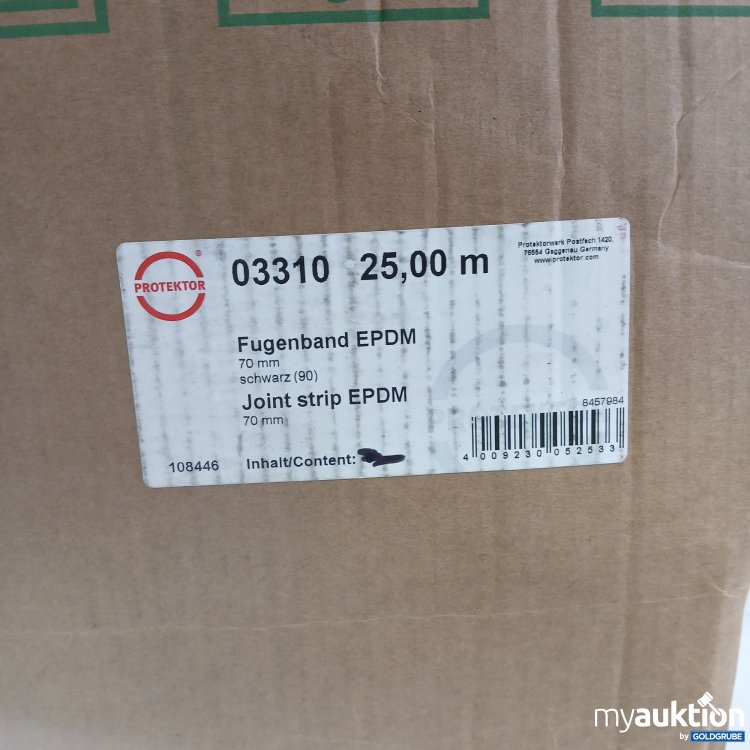 PROTEKTOR
®
03310 25,00 m
Protektorwerk Postfach 1420,
76554 Gaggenau Germany
www.protektor.com
Fugenband EPDM
70 mm
schwarz (90)
Joint strip EPDM
70 mm
8457984
108446 Inhalt/Content:
4 009230 052533
myauktion
by GOLDGRUBE